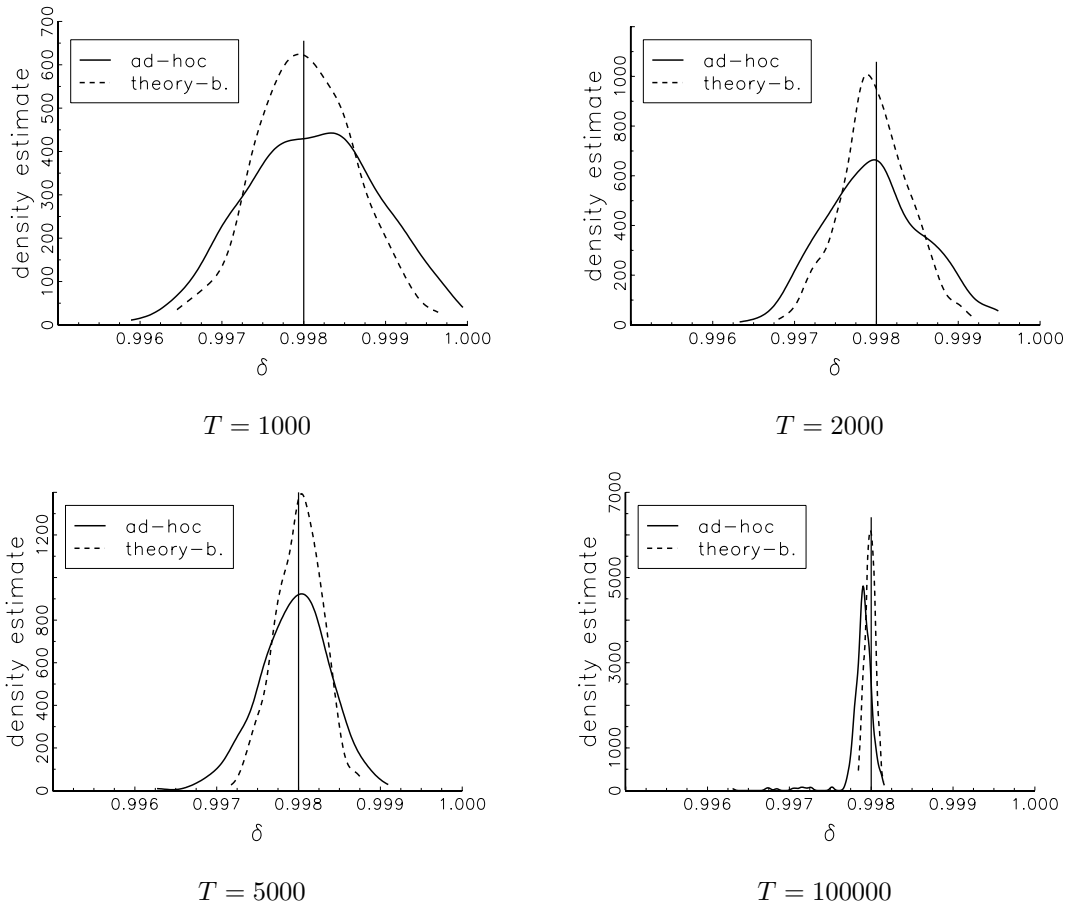 density estimate
0 100 200 300 400 500 600 700
ad-hoc
theory-b.
0.996 0.997 0.998 0.999 1.000
δ
T = 1000
density estimate
0 200 400 600 800 1000
ad-hoc
theory-b.
0.996 0.997 0.998 0.999 1.000
δ
T = 2000
density estimate
0 200 400 600 800 1200
ad-hoc
theory-b.
0.996 0.997 0.998 0.999 1.000
δ
T = 5000
density estimate
0 1000 3000 5000 7000
ad-hoc
theory-b.
0.996 0.997 0.998 0.999 1.000
δ
T = 100000